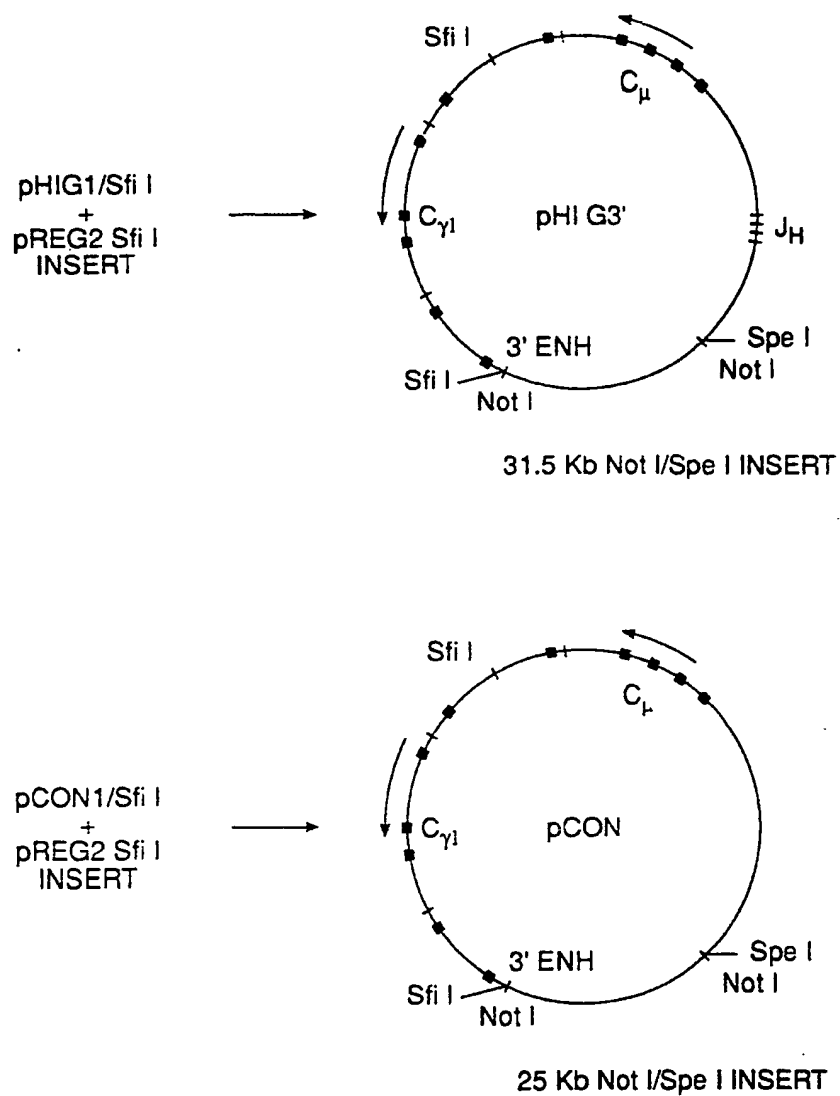 Sfi I
Cμ
pHIG1/Sfi I
+
pREG2 Sfi I
INSERT
Cγ1
pHI G3'
JH
3' ENH
Spe I
Sfi I
Not I
Not I
31.5 Kb Not I/Spe I INSERT
Sfi I
Cμ
pCON1/Sfi I
+
pREG2 Sfi I
INSERT
Cγ1
pCON
3' ENH
Spe I
Sfi I
Not I
Not I
25 Kb Not I/Spe I INSERT